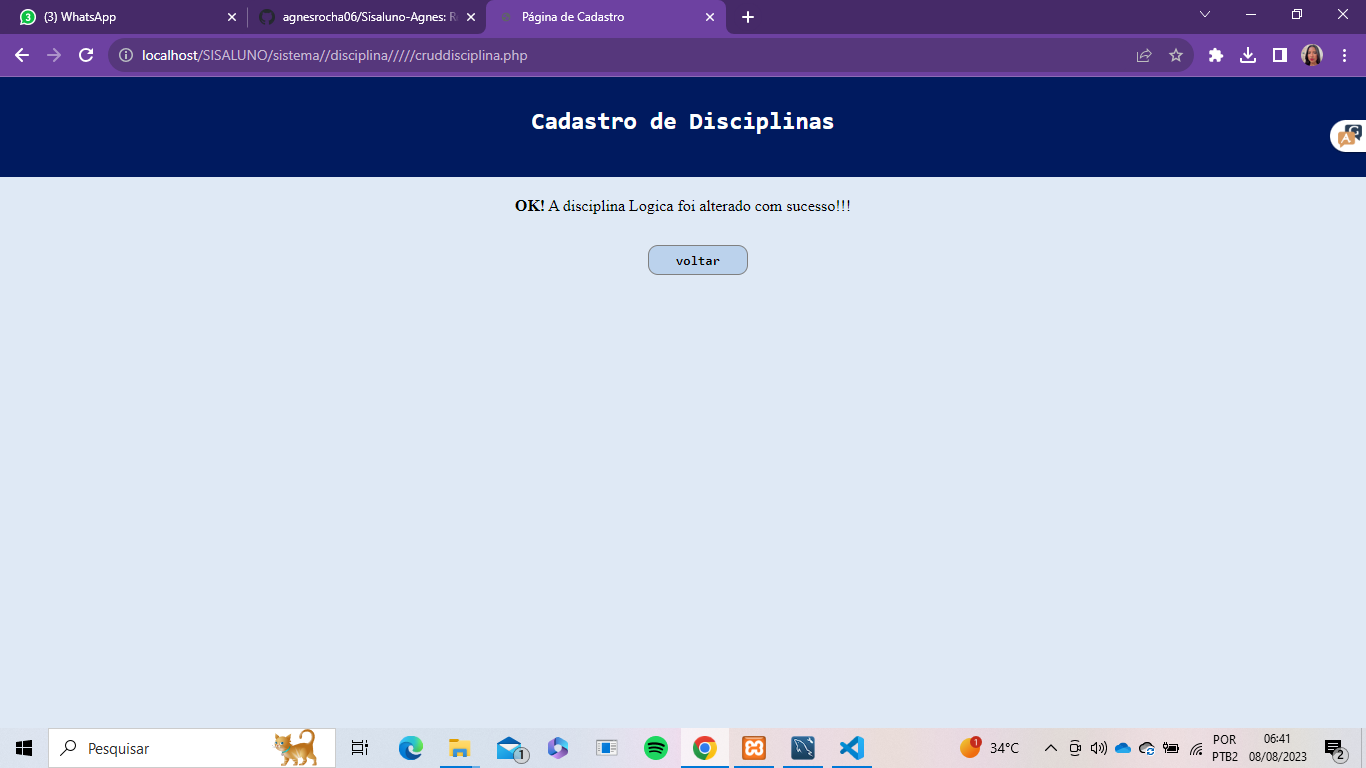 3 (3) WhatsApp
agnesrocha06/Sisaluno-Agnes: R
Página de Cadastro
localhost/SISALUNO/sistema//disciplina/////cruddisciplina.php
Cadastro de Disciplinas
A G
OK! A disciplina Logica foi alterado com sucesso!!!
voltar
Pesquisar
1
1
34°C
POR
PTB2
06:41
08/08/2023
2